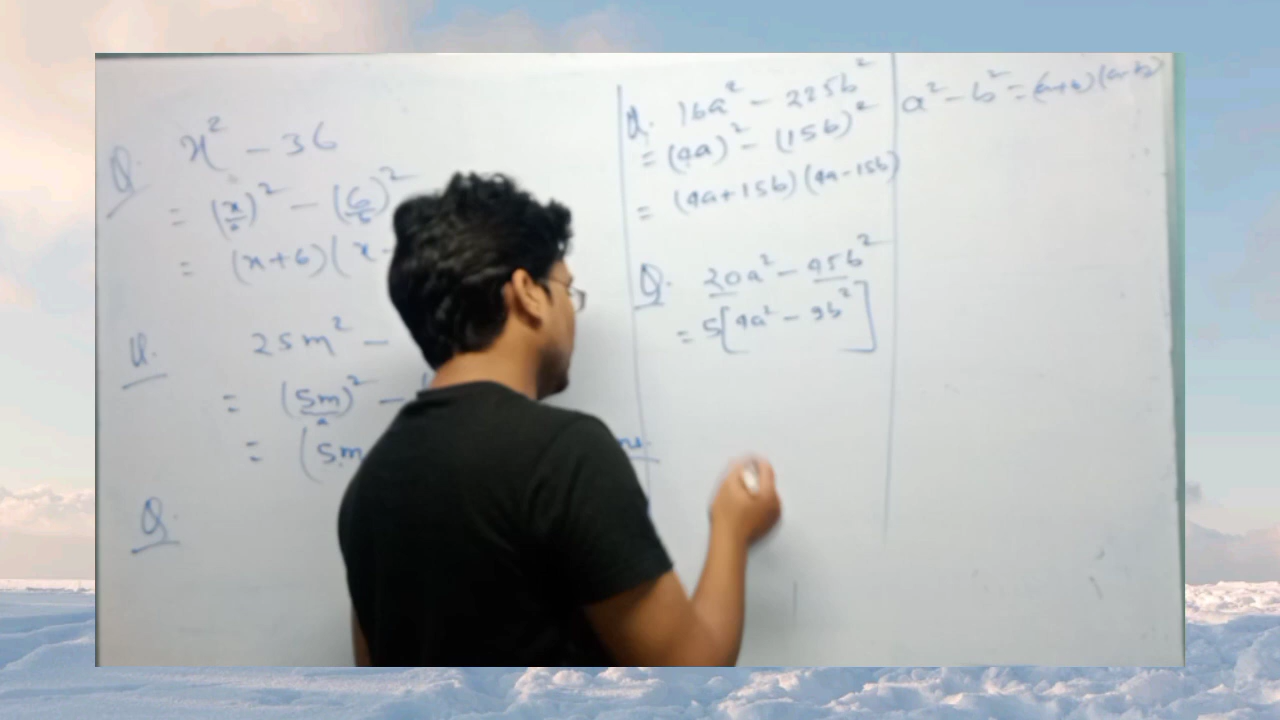 Q. x² - 36
= (x)² - (6)²
= (x+6)(x-
Q. 25m² -
= (5m)² - (
= (5m
Q.
Q. 16a² - 225b²
= (4a)² - (15b)²
= (4a+15b)(4a-15b)
Q. 20a² - 45b²
= 5[4a² - 9b²]
a² - b² = (a+b)(a-b)